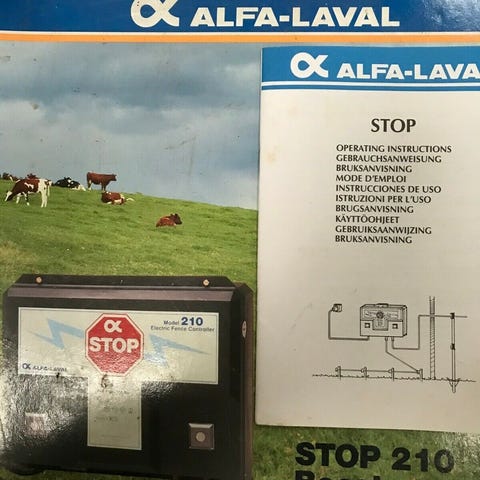 ALFA-LAVAL
ALFA-LAVA
STOP
OPERATING INSTRUCTIONS
GEBRAUCHSANWEISUNG
BRUKSANVISNING
MODE D'EMPLOI
INSTRUCCIONES DE USO
ISTRUZIONI PER L'USO
BRUGSANVISNING
KÄYTTÖOHJEET
GEBRUIKSAANWIJZING
BRUKSANVISNING
Model 210
Electric Fence Controller
STOP
ALFA-LAVAL
STOP 210